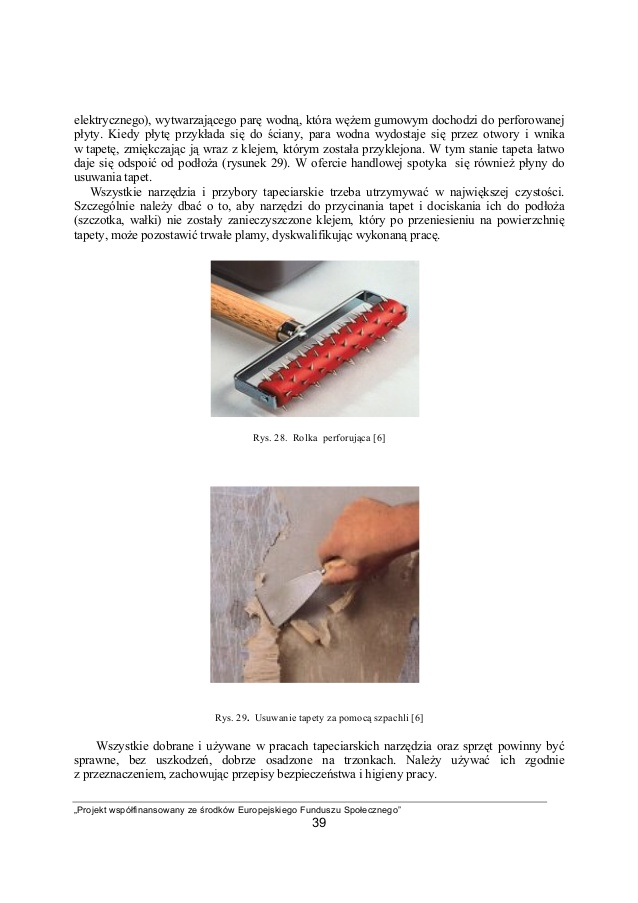 elektrycznego), wytwarzającego parę wodną, która wężem gumowym dochodzi do perforowanej
płyty. Kiedy płytę przykłada się do ściany, para wodna wydostaje się przez otwory i wnika
w tapetę, zmiękczając ją wraz z klejem, którym została przyklejona. W tym stanie tapeta łatwo
daje się odspoić od podłoża (rysunek 29). W ofercie handlowej spotyka się również płyny do
usuwania tapet.
Wszystkie narzędzia i przybory tapeciarskie trzeba utrzymywać w największej czystości.
Szczególnie należy dbać o to, aby narzędzi do przycinania tapet i dociskania ich do podłoża
(szczotka, wałki) nie zostały zanieczyszczone klejem, który po przeniesieniu na powierzchnię
tapety, może pozostawić trwałe plamy, dyskwalifikując wykonaną pracę.
Rys. 28. Rolka perforująca [6]
Rys. 29. Usuwanie tapety za pomocą szpachli [6]
Wszystkie dobrane i używane w pracach tapeciarskich narzędzia oraz sprzęt powinny być
sprawne, bez uszkodzeń, dobrze osadzone na trzonkach. Należy używać ich zgodnie
z przeznaczeniem, zachowując przepisy bezpieczeństwa i higieny pracy.
„Projekt współfinansowany ze środków Europejskiego Funduszu Społecznego”
39